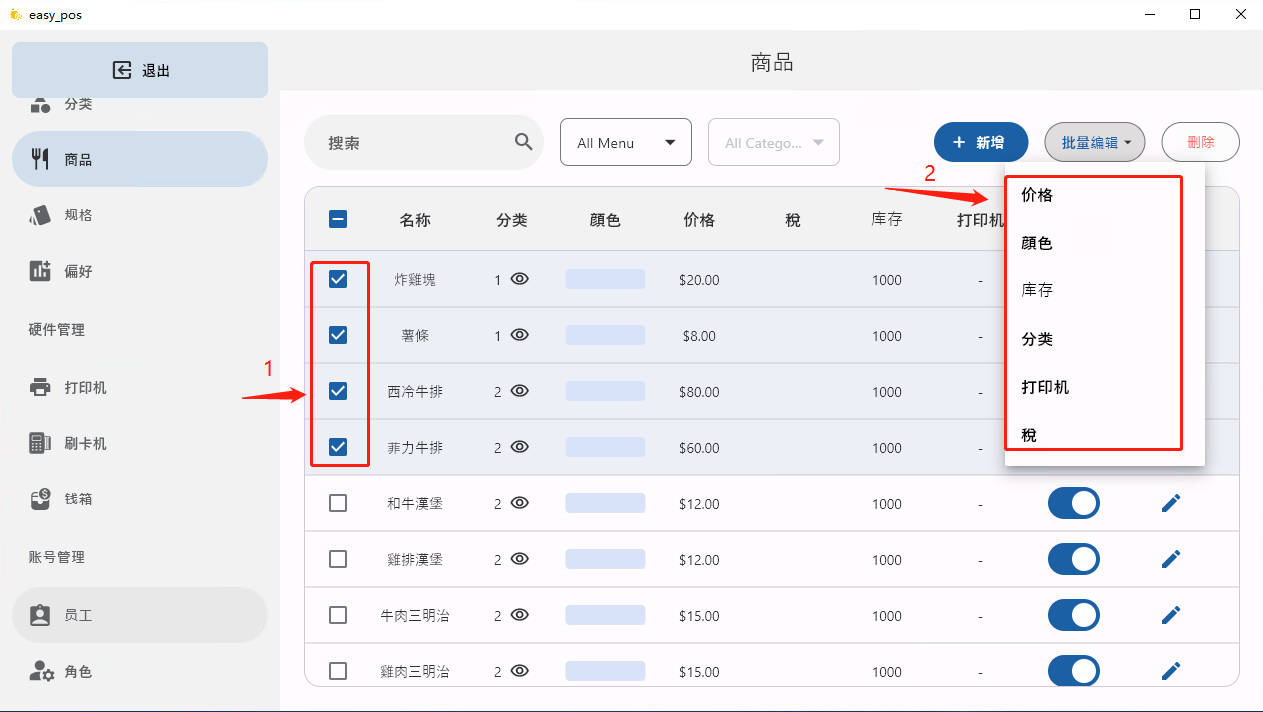 easy_pos
退出
商品
分类
搜索
All Menu
All Catego...
新增
批量编辑
删除
商品
2
价格
名称
分类
顏色
价格
稅
库存
打印机
规格
顏色
偏好
炸雞塊
1
$20.00
1000
-
库存
硬件管理
薯條
1
$8.00
1000
-
分类
1
打印机
西冷牛排
2
$80.00
1000
-
打印机
刷卡机
菲力牛排
2
$60.00
1000
-
稅
钱箱
和牛漢堡
2
$12.00
1000
-
账号管理
雞排漢堡
2
$12.00
1000
-
员工
牛肉三明治
2
$15.00
1000
-
角色
雞肉三明治
2
$15.00
1000
-